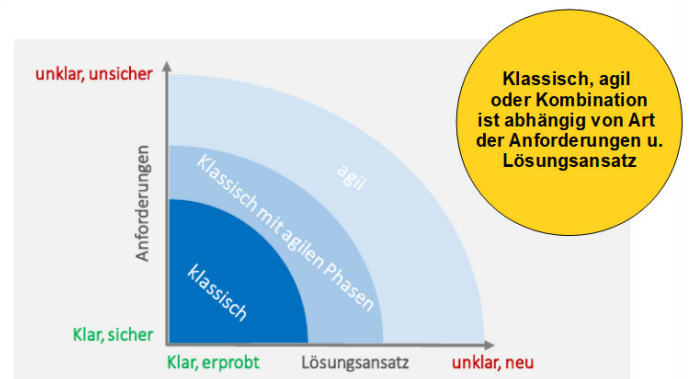 unklar, unsicher
Anforderungen
Klar, sicher
agil
Klassisch mit agilen Phasen
klassisch
Klar, erprobt
Lösungsansatz
unklar, neu
Klassisch, agil
oder Kombination
ist abhängig von Art
der Anforderungen u.
Lösungsansatz